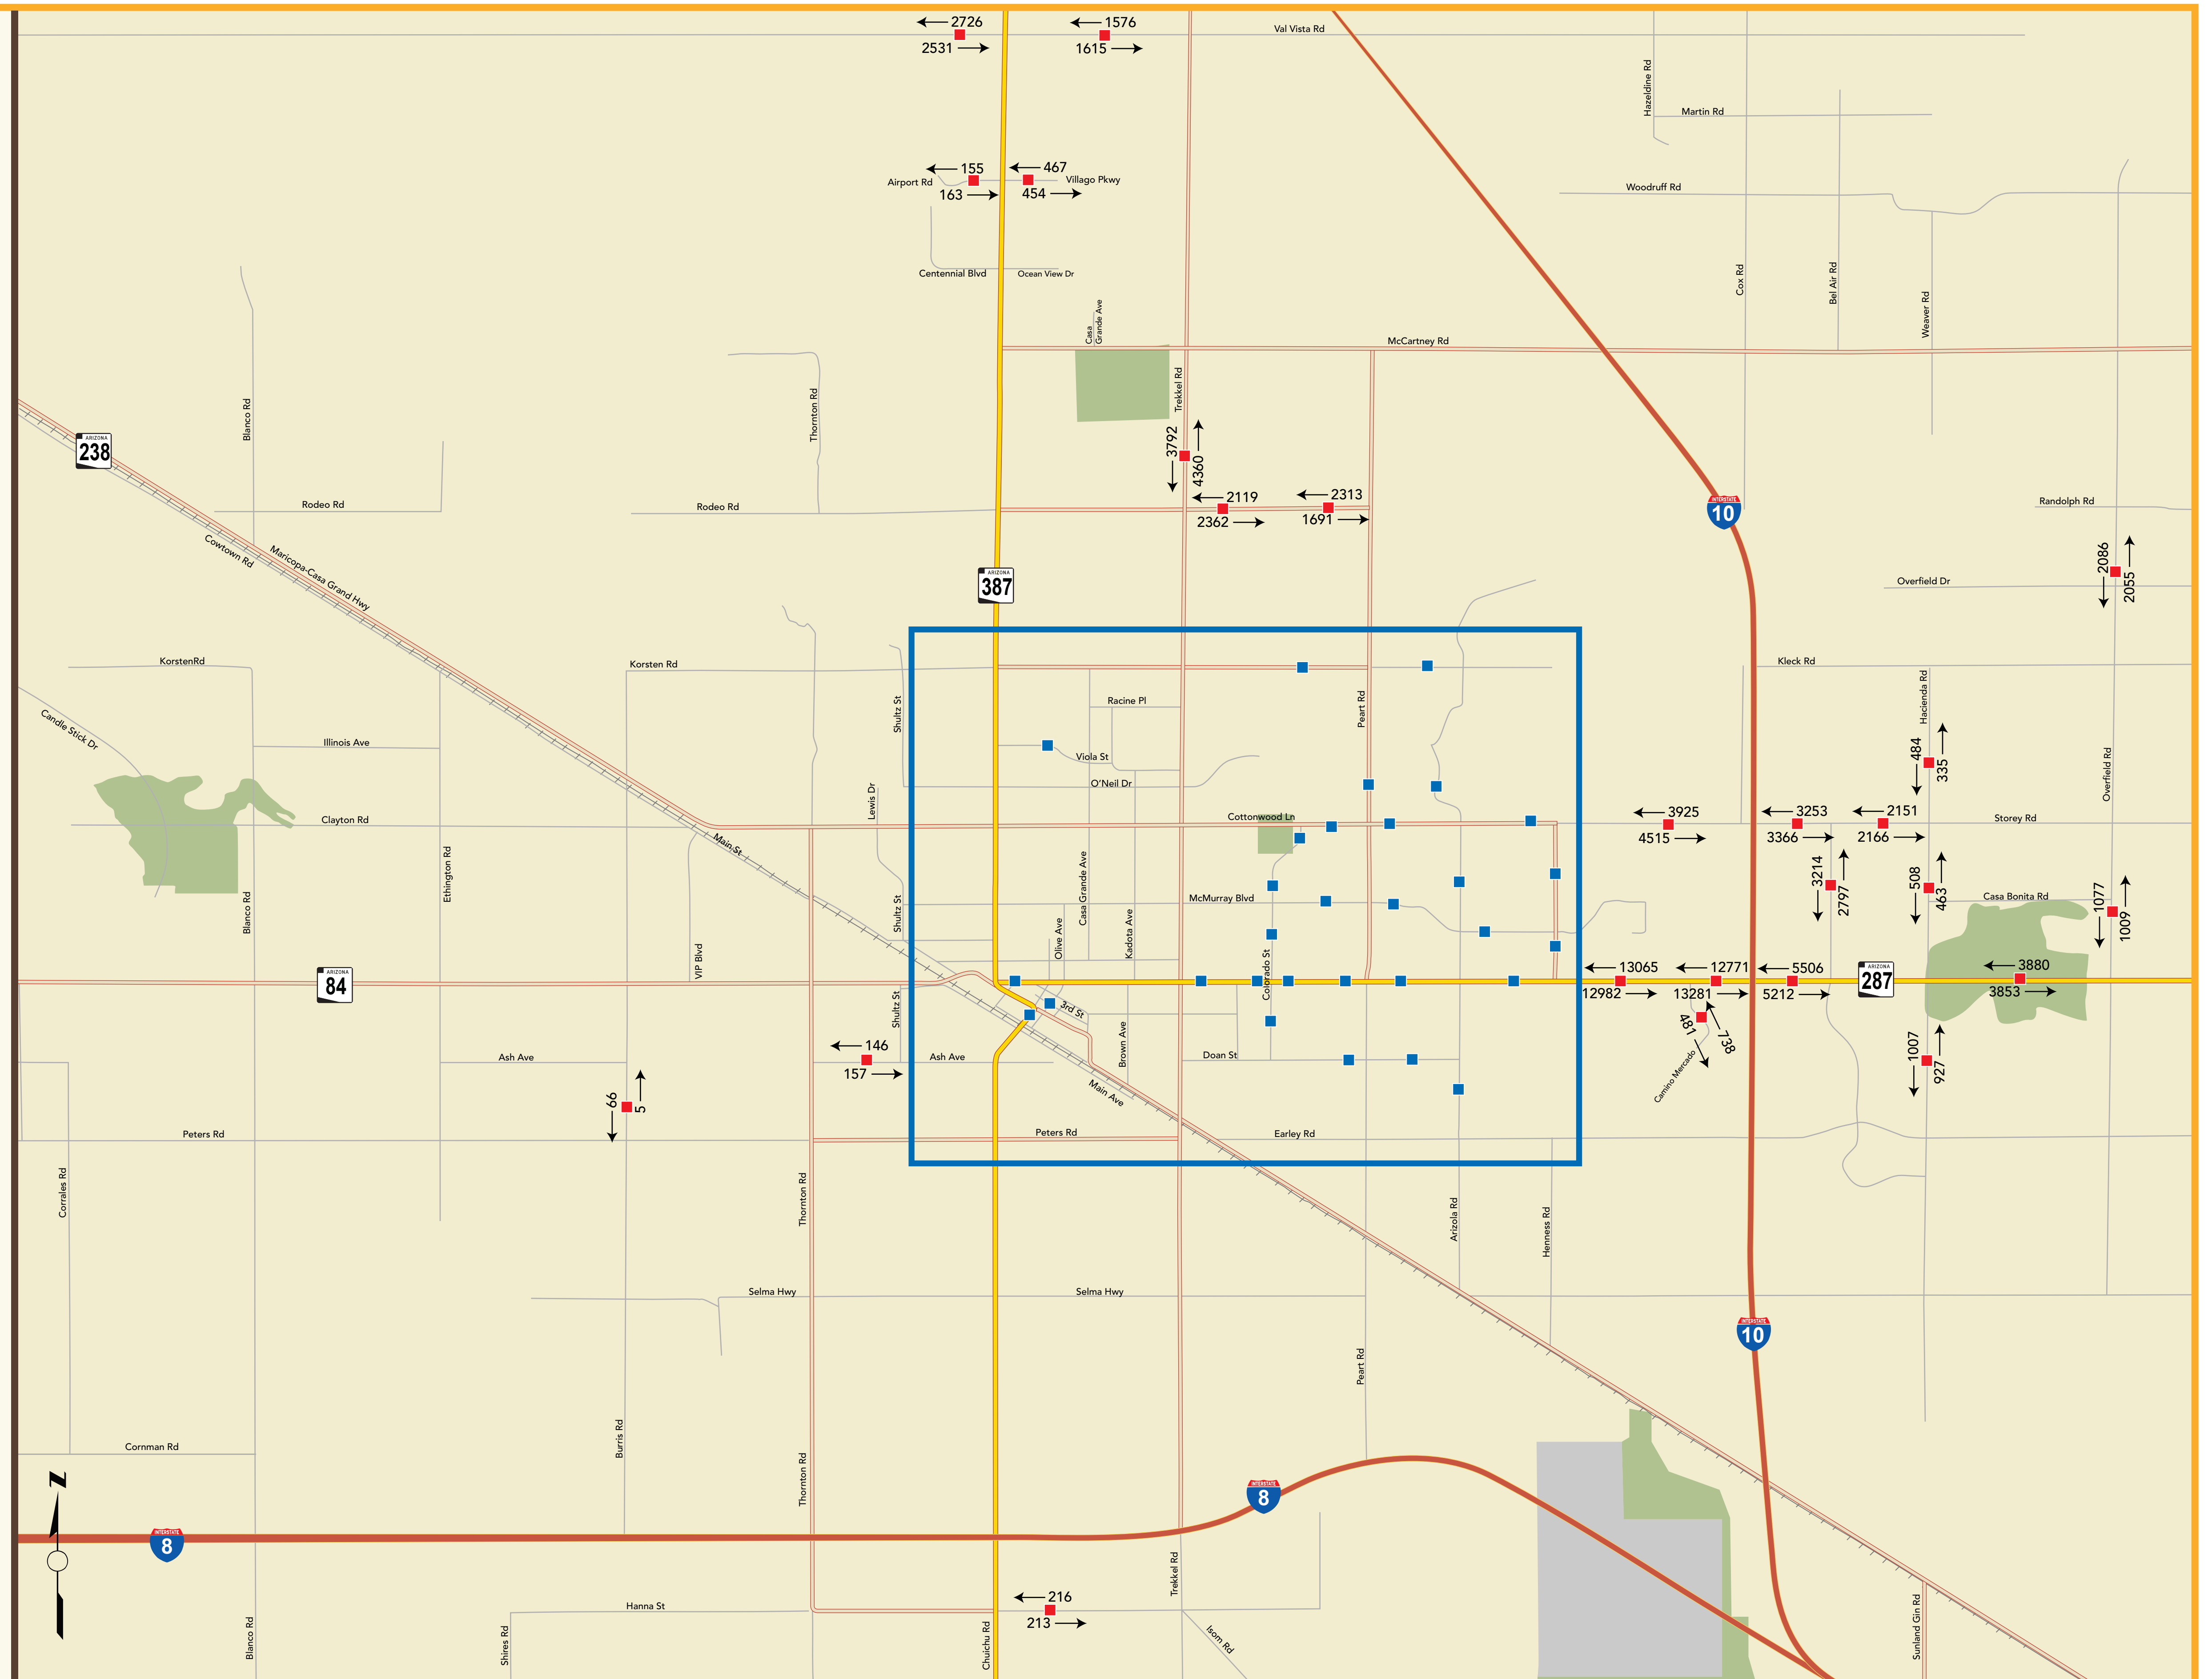 2726
1576
Val Vista Rd
2531
1615
Hazeldine Rd
Martin Rd
155
467
Airport Rd
Villago Pkwy
163
454
Woodruff Rd
Centennial Blvd
Ocean View Dr
Cox Rd
Bel Air Rd
Weaver Rd
Casa
Grande Ave
McCartney Rd
Blanco Rd
Thornton Rd
Trekkel Rd
ARIZONA
238
3792
4360
Rodeo Rd
Rodeo Rd
2119
2313
2362
1691
INTERSTATE
10
Randolph Rd
Cowtown Rd
Maricopa-Casa Grand Hwy
ARIZONA
387
2086
2055
Overfield Dr
KorstenRd
Korsten Rd
Kleck Rd
Candle Stick Dr
Shultz St
Racine Pl
Peart Rd
Hacienda Rd
Illinois Ave
Viola St
484
335
O'Neil Dr
Overfield Rd
Lewis Dr
Clayton Rd
Main St
Cottonwood Ln
3925
4515
3253
3366
2151
2166
Storey Rd
Ethington Rd
Casa Grande Ave
3214
2797
508
463
Blanco Rd
Shultz St
McMurray Blvd
Casa Bonita Rd
1077
1009
VIP Blvd
Olive Ave
Kadota Ave
Colorado St
ARIZONA
84
13065
12982
12771
13281
5506
5212
ARIZONA
287
3880
3853
Shultz St
3rd St
481
738
Camino Mercado
146
157
Ash Ave
Ash Ave
Brown Ave
Doan St
1007
927
66
5
Main Ave
Peters Rd
Peters Rd
Earley Rd
Corrales Rd
Thornton Rd
Arizola Rd
Henness Rd
Selma Hwy
Selma Hwy
INTERSTATE
10
Peart Rd
Burris Rd
Cornman Rd
Thornton Rd
N
INTERSTATE
8
INTERSTATE
8
Trekkel Rd
216
213
Hanna St
Blanco Rd
Shires Rd
Chuichu Rd
Isom Rd
Sunland Gin Rd